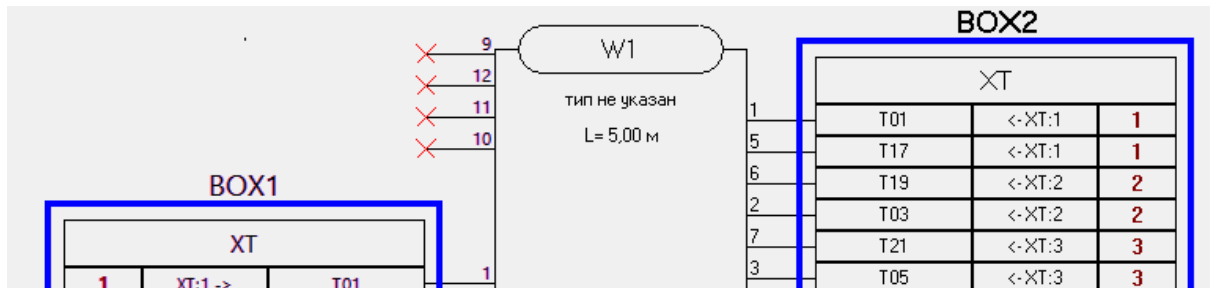 BOX2
9
W1
XT
12
тип не указан
11
1
T01 <-XT:1 1
10
L= 5,00 м
5
T17 <-XT:1 1
BOX1
6
T19 <-XT:2 2
2
T03 <-XT:2 2
XT
7
T21 <-XT:3 3
1 XT:1 -> T01
1
3
T05 <-XT:3 3